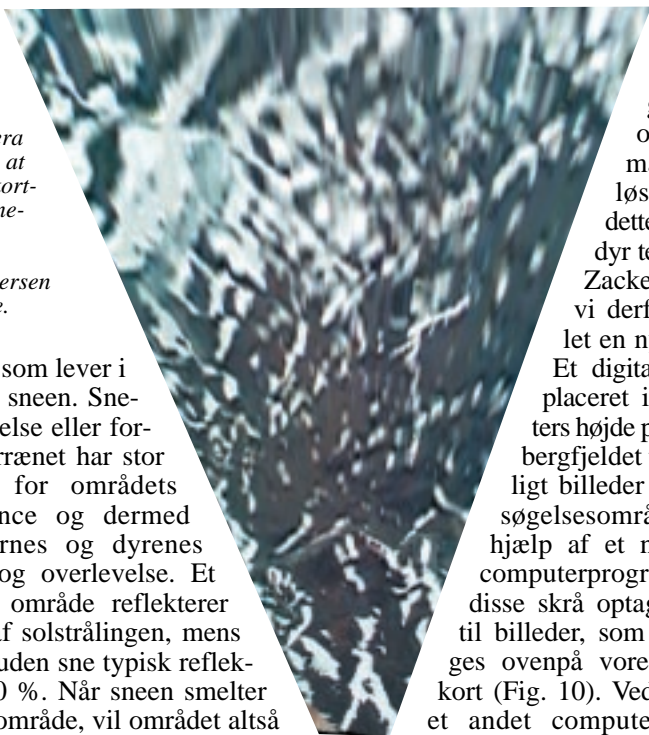 era
at
kort-
ne-
ersen
e.
som lever i
sneen. Sne-
else eller for-
rrænet har stor
for områdets
nce og dermed
rnes og dyrenes
og overlevelse. Et
område reflekterer
af solstrålingen, mens
uden sne typisk reflek-
0 %. Når sneen smelter
område, vil området altså
g
o
m
løs
dette
dyr te
Zacke
vi derf
let en n
Et digita
placeret i
ters højde p
bergfjeldet
ligt billeder
søgelsesområ
hjælp af et n
computerprogr
disse skrå optag
til billeder, som
ges ovenpå vore
kort (Fig. 10). Ved
et andet compute